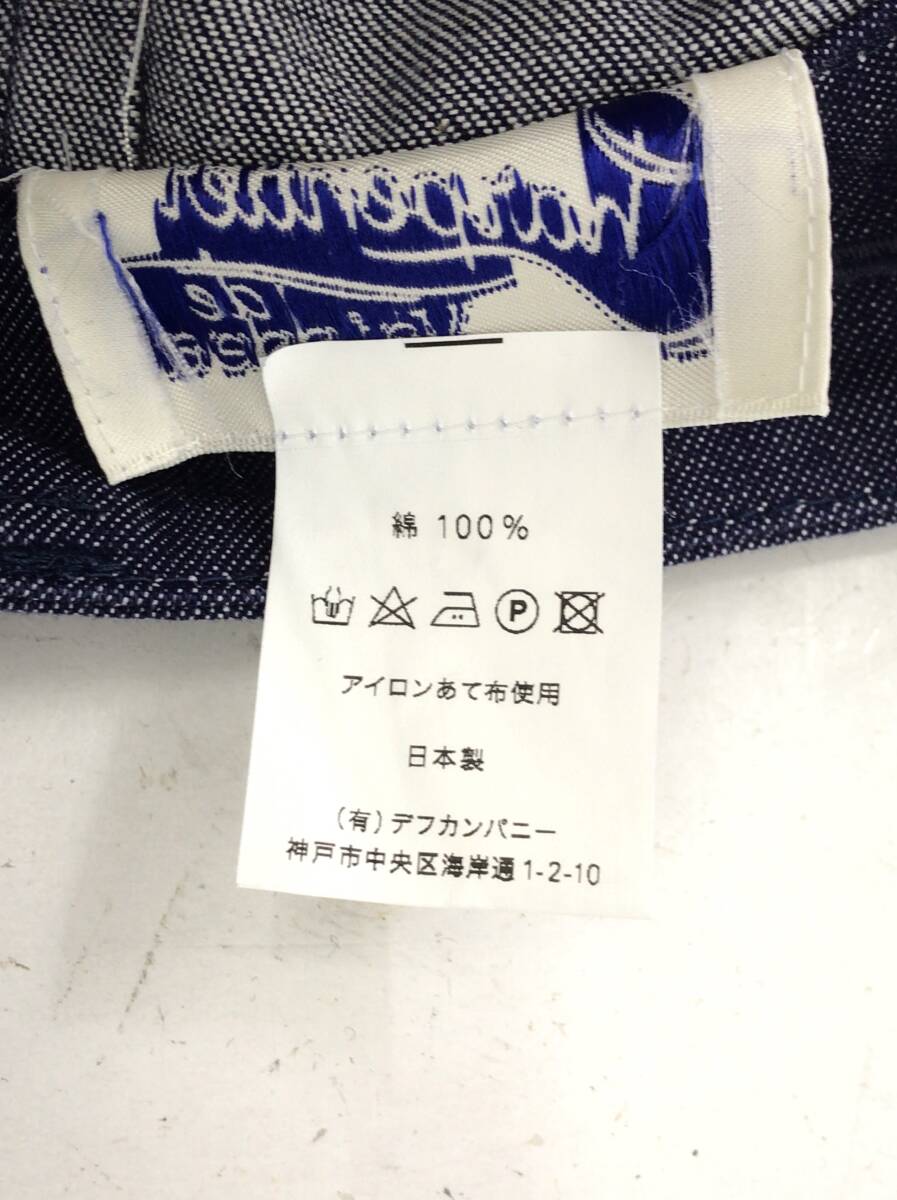 綿 100%
P
アイロンあて布使用
日本製
(有) デフカンパニー
神戸市中央区海岸通1-2-10